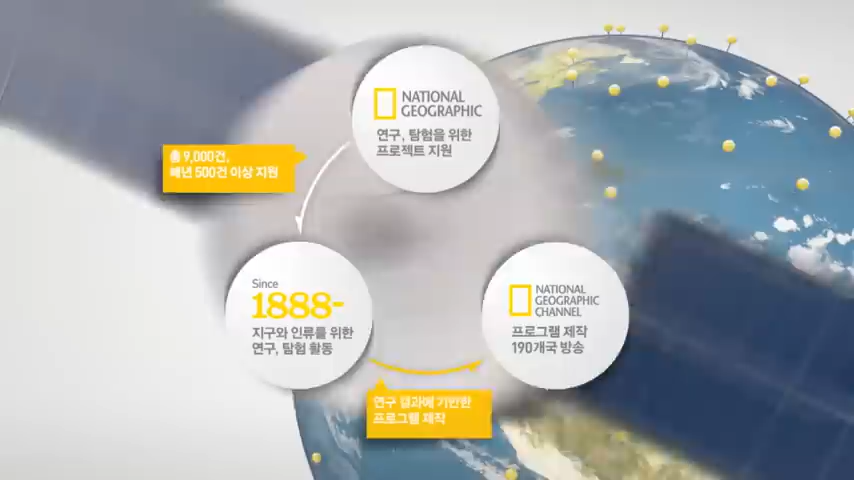 NATIONAL
GEOGRAPHIC
연구, 탐험을 위한
프로젝트 지원
총 9,000건,
매년 500건 이상 지원
Since
1888-
지구와 인류를 위한
연구, 탐험 활동
NATIONAL
GEOGRAPHIC
CHANNEL
프로그램 제작
190개국 방송
연구 결과에 기반한
프로그램 제작